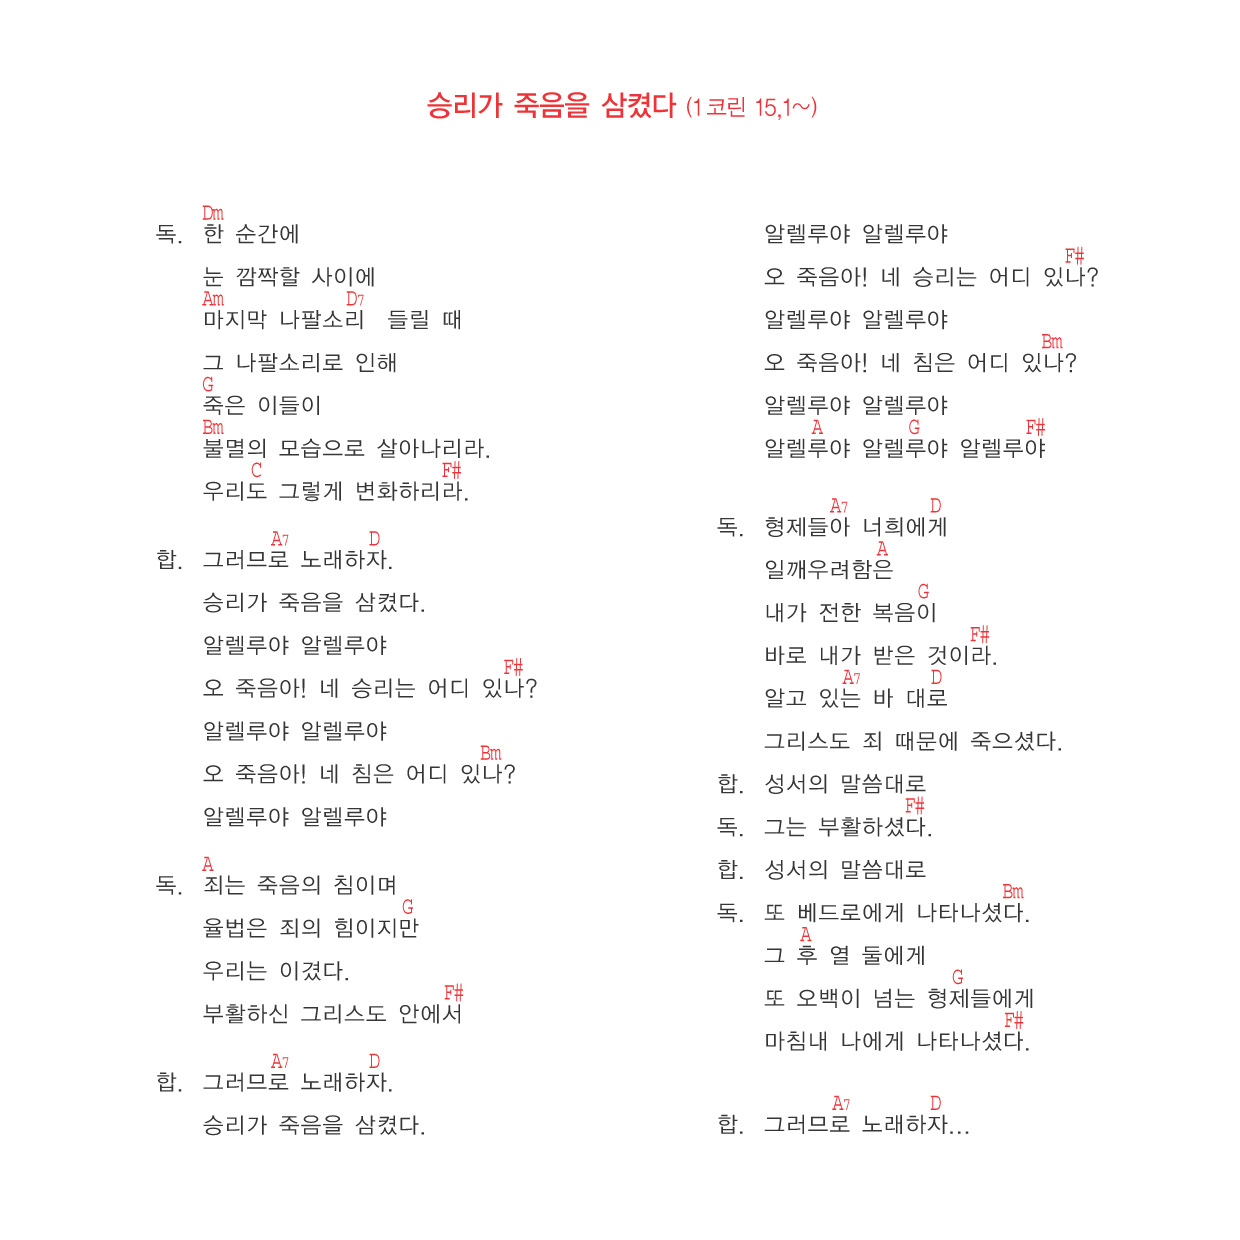 승리가 죽음을 삼켰다 (1 코린 15,1~)
Dm
독. 한 순간에
눈 깜짝할 사이에
Am D7
마지막 나팔소리 들릴 때
그 나팔소리로 인해
G
죽은 이들이
Bm
불멸의 모습으로 살아나리라.
C F#
우리도 그렇게 변화하리라.
A7 D
합. 그러므로 노래하자.
승리가 죽음을 삼켰다.
알렐루야 알렐루야
F#
오 죽음아! 네 승리는 어디 있나?
알렐루야 알렐루야
Bm
오 죽음아! 네 침은 어디 있나?
알렐루야 알렐루야
A
독. 죄는 죽음의 침이며
G
율법은 죄의 힘이지만
우리는 이겼다.
F#
부활하신 그리스도 안에서
A7 D
합. 그러므로 노래하자.
승리가 죽음을 삼켰다.
알렐루야 알렐루야
F#
오 죽음아! 네 승리는 어디 있나?
알렐루야 알렐루야
Bm
오 죽음아! 네 침은 어디 있나?
알렐루야 알렐루야
A G F#
알렐루야 알렐루야 알렐루야
A7 D
독. 형제들아 너희에게
A
일깨우려함은
G
내가 전한 복음이
F#
바로 내가 받은 것이라.
A7 D
알고 있는 바 대로
그리스도 죄 때문에 죽으셨다.
합. 성서의 말씀대로
F#
독. 그는 부활하셨다.
합. 성서의 말씀대로
Bm
독. 또 베드로에게 나타나셨다.
A
그 후 열 둘에게
G
또 오백이 넘는 형제들에게
F#
마침내 나에게 나타나셨다.
A7 D
합. 그러므로 노래하자...